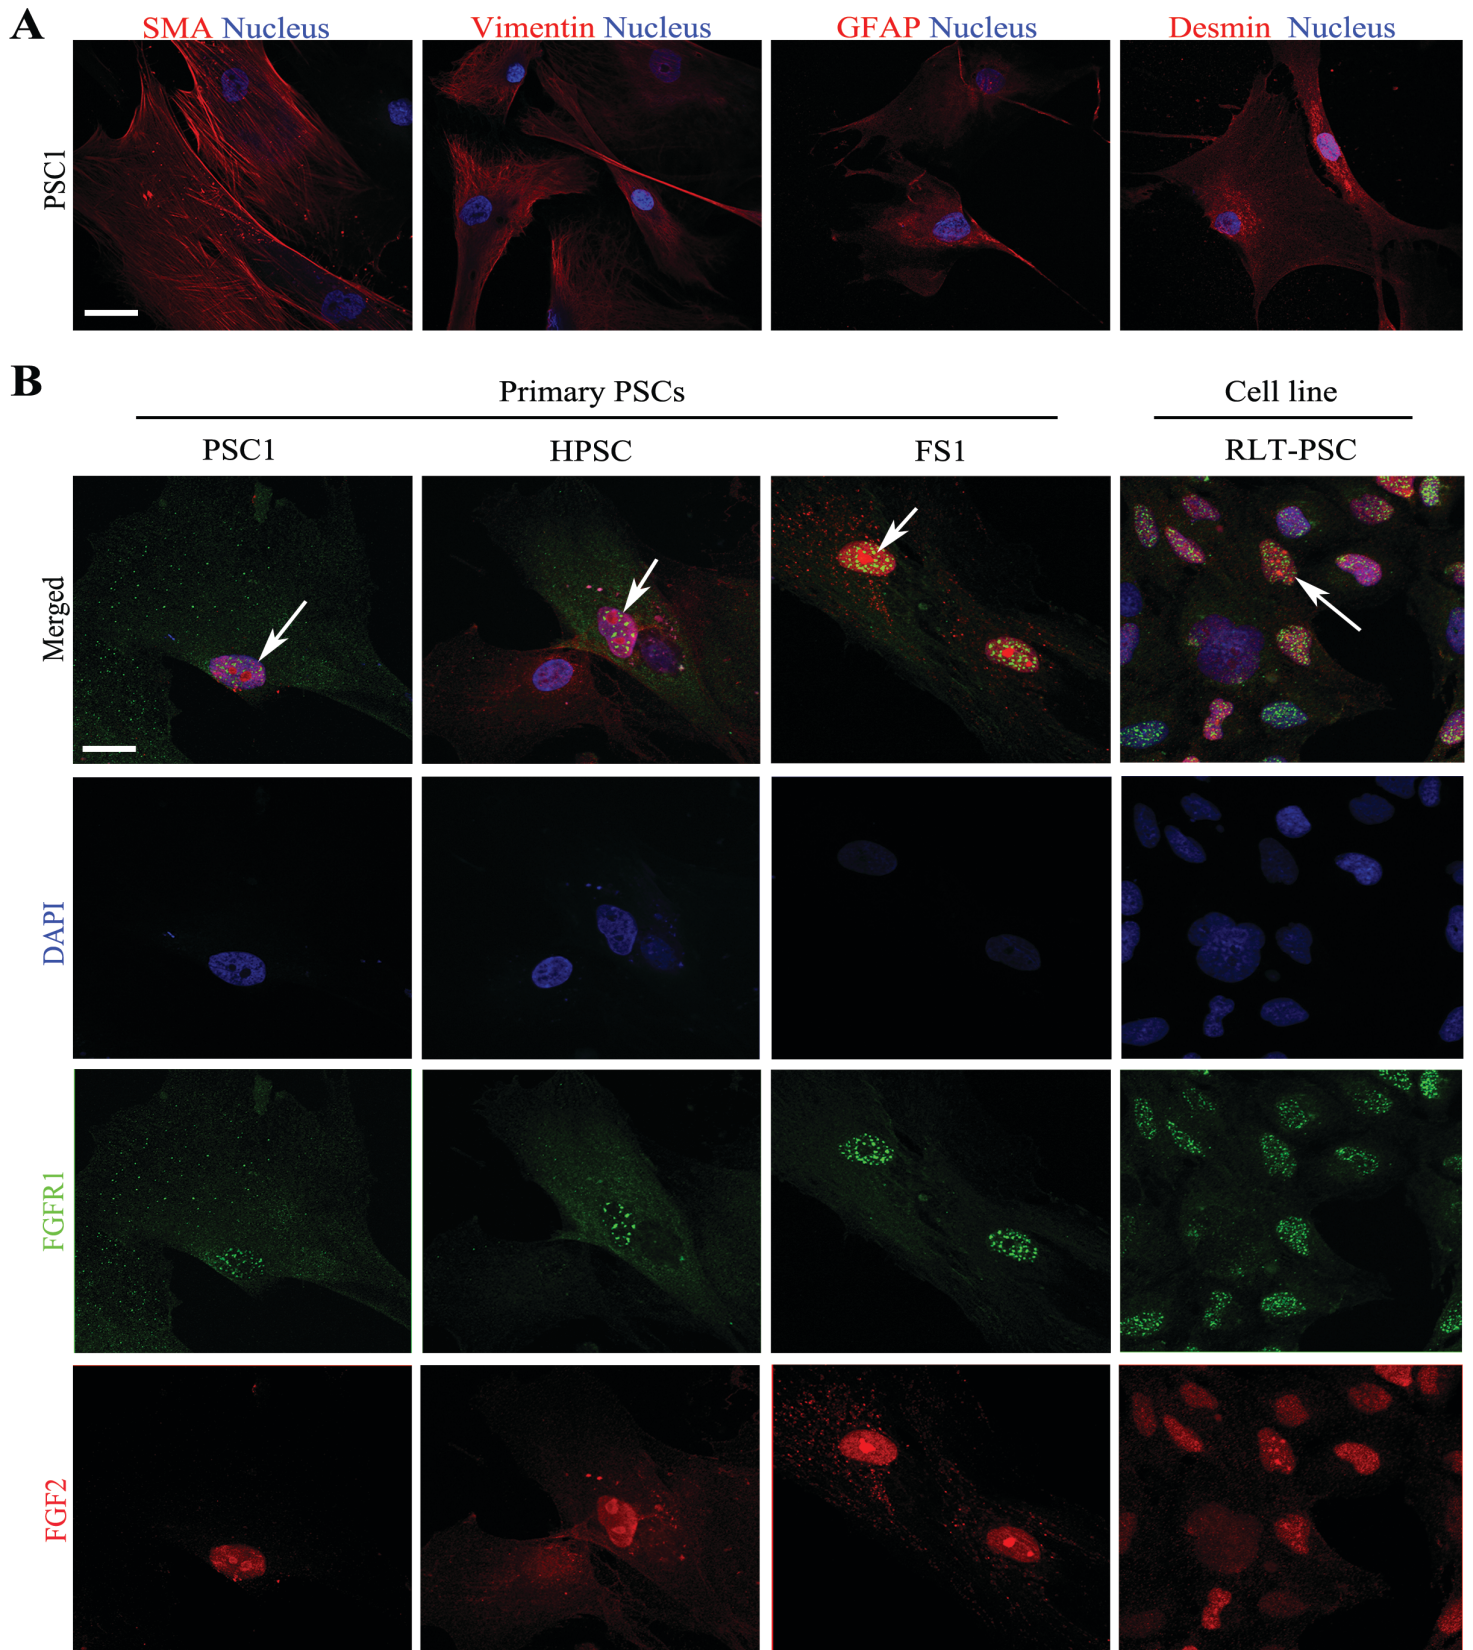 A
SMA Nucleus
Vimentin Nucleus
GFAP Nucleus
Desmin Nucleus
PSC1
B
Primary PSCs
Cell line
PSC1
HPSC
FS1
RLT-PSC
Merged
DAPI
FGFR1
FGF2